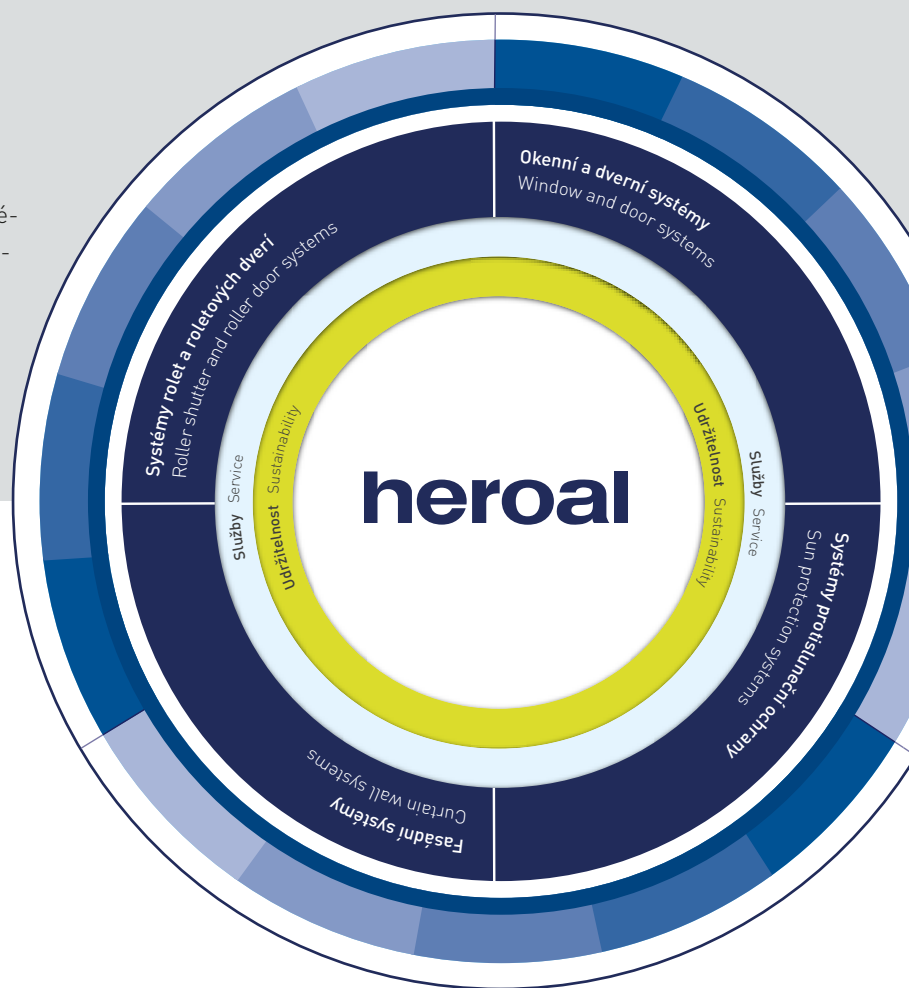 é-
-
Okenní a dverní systémy
Window and door systems
Systémy rolet a roletových dverí
Roller shutter and roller door systems
Služby Service
Udržitelnost Sustainability
heroal
Udržitelnost Sustainability
Služby Service
Systémy protisluneční ochrany
Sun protection systems
Fasádní systémy
Curtain wall systems